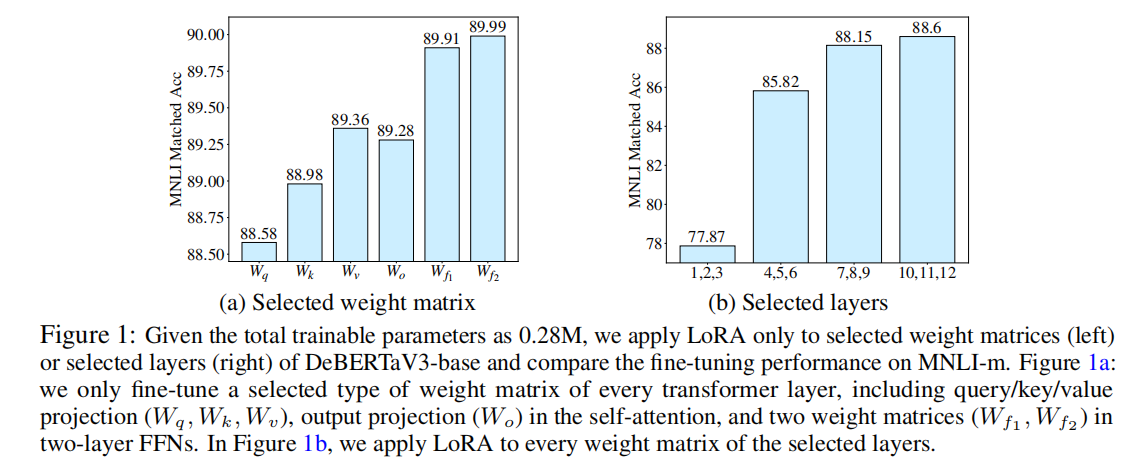 MNLI Matched Acc
90.00
89.75
89.50
89.25
89.00
88.75
88.50
88.58
88.98
89.36
89.28
89.91
89.99
W_q W_k W_v W_o W_{f_1} W_{f_2}
(a) Selected weight matrix
MNLI Matched Acc
88
86
84
82
80
78
77.87
85.82
88.15
88.6
1,2,3 4,5,6 7,8,9 10,11,12
(b) Selected layers
Figure 1: Given the total trainable parameters as 0.28M, we apply LoRA only to selected weight matrices (left)
or selected layers (right) of DeBERTaV3-base and compare the fine-tuning performance on MNLI-m. Figure 1a:
we only fine-tune a selected type of weight matrix of every transformer layer, including query/key/value
projection (W_q, W_k, W_v), output projection (W_o) in the self-attention, and two weight matrices (W_{f_1}, W_{f_2}) in
two-layer FFNs. In Figure 1b, we apply LoRA to every weight matrix of the selected layers.